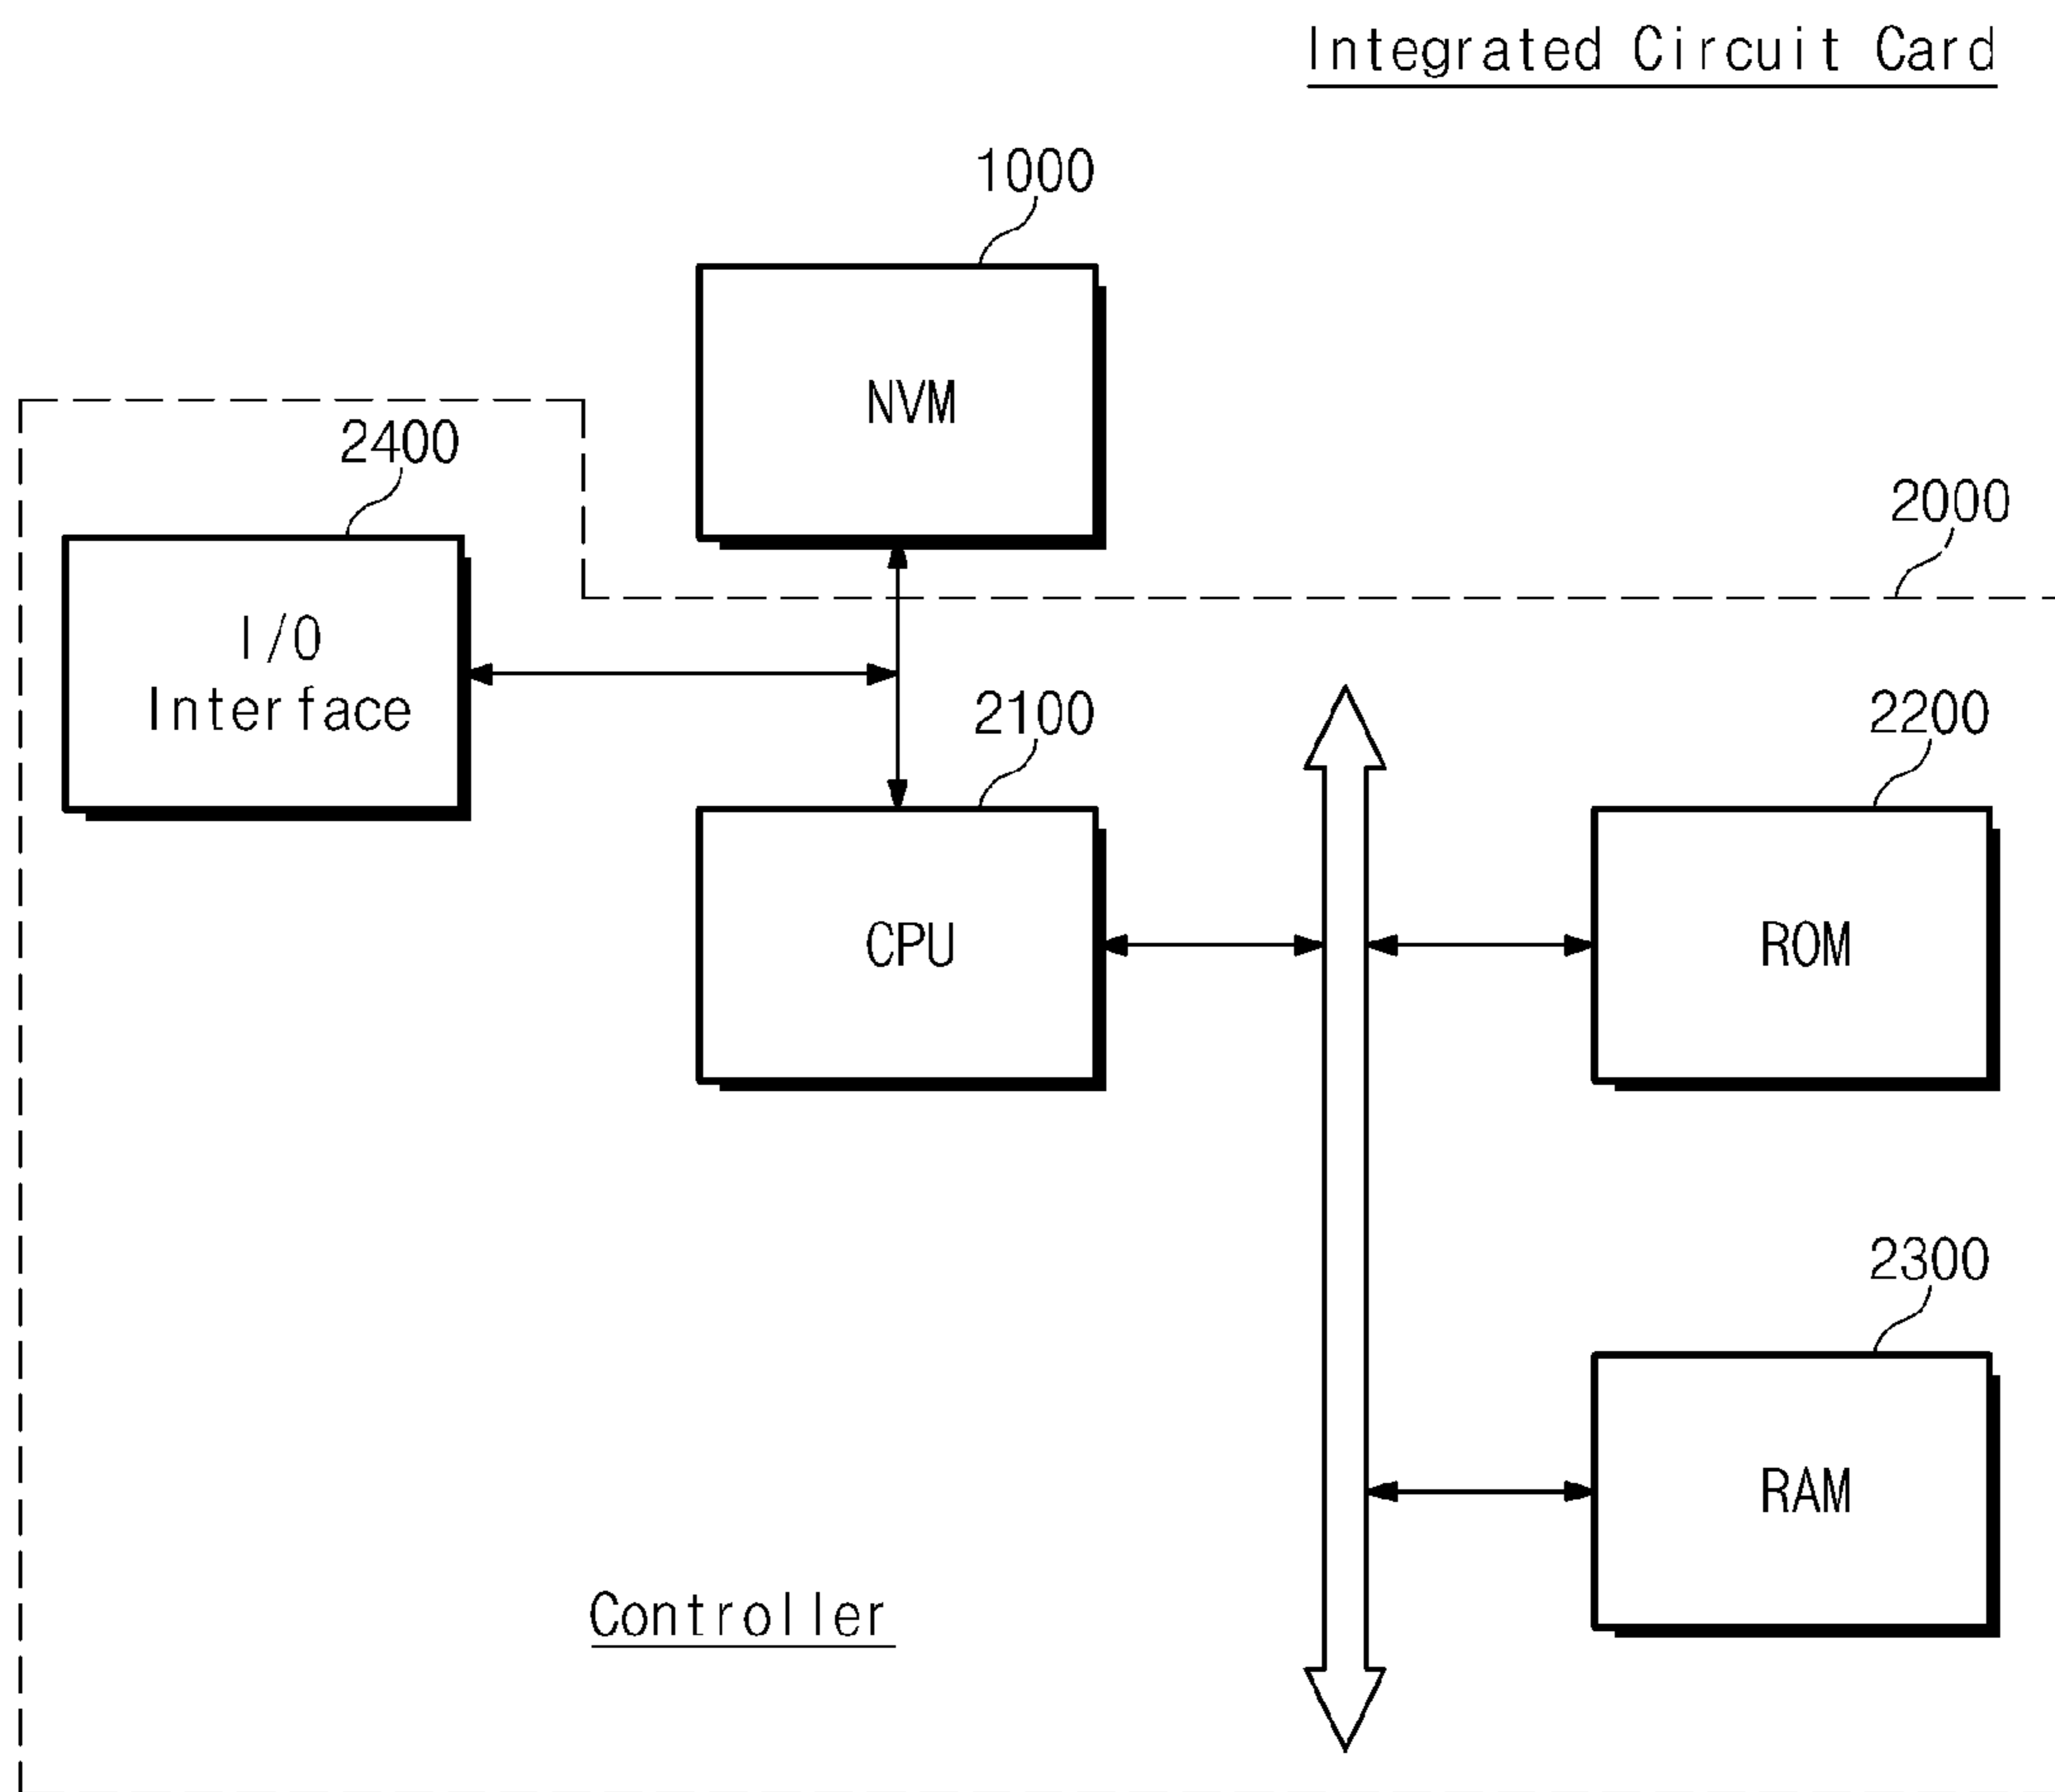 Integrated Circuit Card
1000
NVM
2400
2000
I/O
Interface
2100
2200
CPU
ROM
2300
RAM
Controller